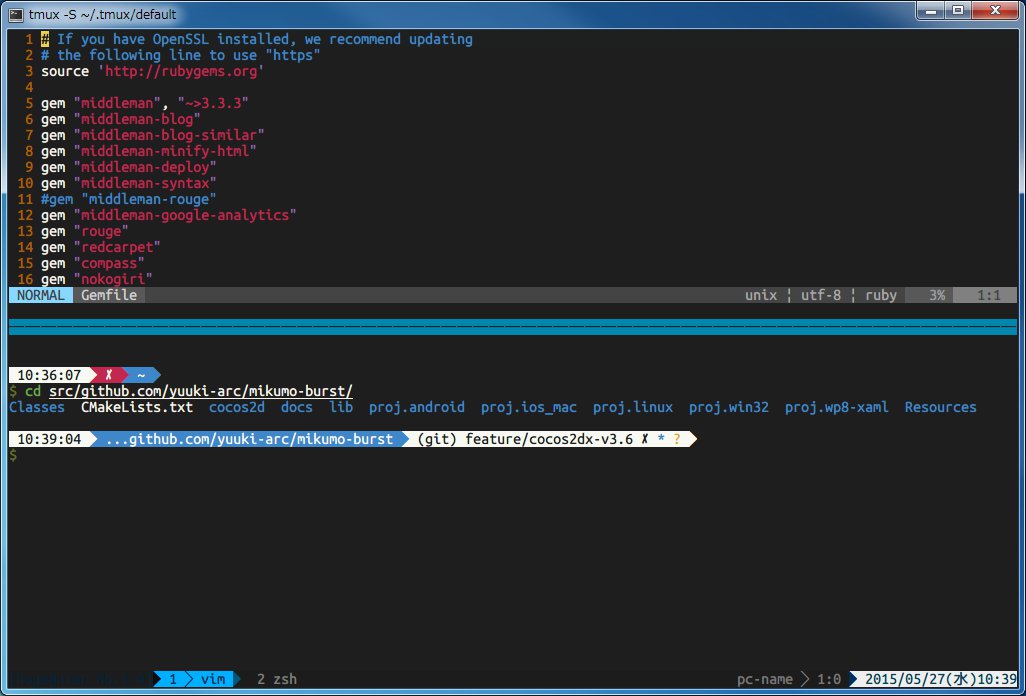 tmux -S ~/.tmux/default
1 # If you have OpenSSL installed, we recommend updating
2 # the following line to use "https"
3 source 'http://rubygems.org'
4
5 gem "middleman", "~>3.3.3"
6 gem "middleman-blog"
7 gem "middleman-blog-similar"
8 gem "middleman-minify-html"
9 gem "middleman-deploy"
10 gem "middleman-syntax"
11 #gem "middleman-rouge"
12 gem "middleman-google-analytics"
13 gem "rouge"
14 gem "redcarpet"
15 gem "compass"
16 gem "nokogiri"
NORMAL Gemfile unix ¦ utf-8 ¦ ruby 3% 1:1
10:36:07 ✗ ~
$ cd src/github.com/yuuki-arc/mikumo-burst/
Classes CMakeLists.txt cocos2d docs lib proj.android proj.ios_mac proj.linux proj.win32 proj.wp8-xaml Resources
10:39:04 ...github.com/yuuki-arc/mikumo-burst (git) feature/cocos2dx-v3.6 ✗ * ?
$
1 vim 2 zsh pc-name 1:0 2015/05/27(水)10:39